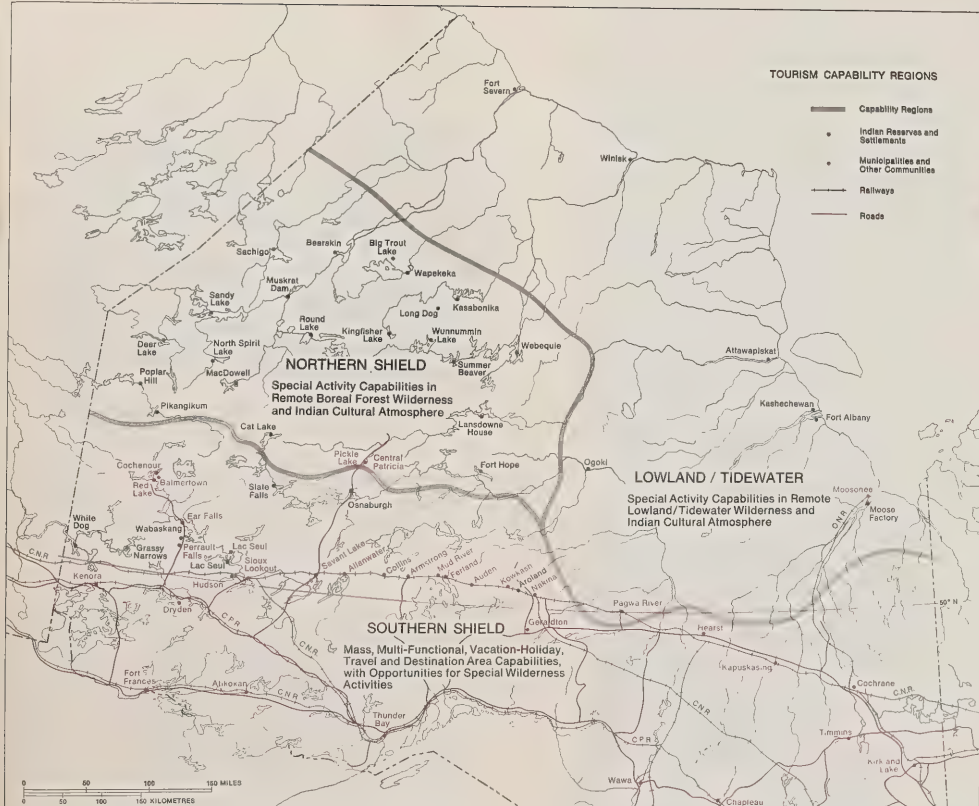 TOURISM CAPABILITY REGIONS
Capability Regions
Indian Reserves and
Settlements
Municipalities and
Other Communities
Railways
Roads
Fort
Severn
Winisk
Sachigo
Bearskin
Big Trout
Lake
Wapekeka
Muskrat
Dam
Sandy
Lake
Long Dog
Kasabonika
Round
Lake
Kingfisher
Lake
Wunnummin
Lake
Webequie
Deer
Lake
North Spirit
Lake
Summer
Beaver
Attawapiskat
Poplar
Hill
MacDowell
NORTHERN SHIELD
Special Activity Capabilities in
Remote Boreal Forest Wilderness
and Indian Cultural Atmosphere
Pikangikum
Cat Lake
Lansdowne
House
Kashechewan
Fort Albany
Pickle
Lake
Central
Patricia
Fort Hope
Ogoki
Cochenour
Balmertown
Red
Lake
Slate
Falls
Osnaburgh
LOWLAND / TIDEWATER
Special Activity Capabilities in Remote
Lowland/Tidewater Wilderness and
Indian Cultural Atmosphere
Moosonee
Moose
Factory
O.N.R.
White
Dog
Ear Falls
Wabaskang
Grassy
Narrows
Perrault
Falls
Lac Seul
Lac Seul
Sioux
Lookout
Hudson
C.N.R.
Kenora
Savant Lake
Allanwater
Collins
Armstrong
Mud River
Ferland
Auden
Kowkash
Aroland
Nakina
Pagwa River
50° N
Dryden
C.P.R.
C.N.R.
Geraldton
Hearst
SOUTHERN SHIELD
Mass, Multi-Functional, Vacation-Holiday,
Travel and Destination Area Capabilities,
with Opportunities for Special Wilderness
Activities
Kapuskasing
Cochrane
C.N.R.
Fort
Frances
Atikokan
C.N.R.
Thunder
Bay
C.N.R.
C.P.R.
Timmins
Kirkland
Lake
Wawa
Chapleau
0 50 100 150 MILES
0 50 100 150 KILOMETRES